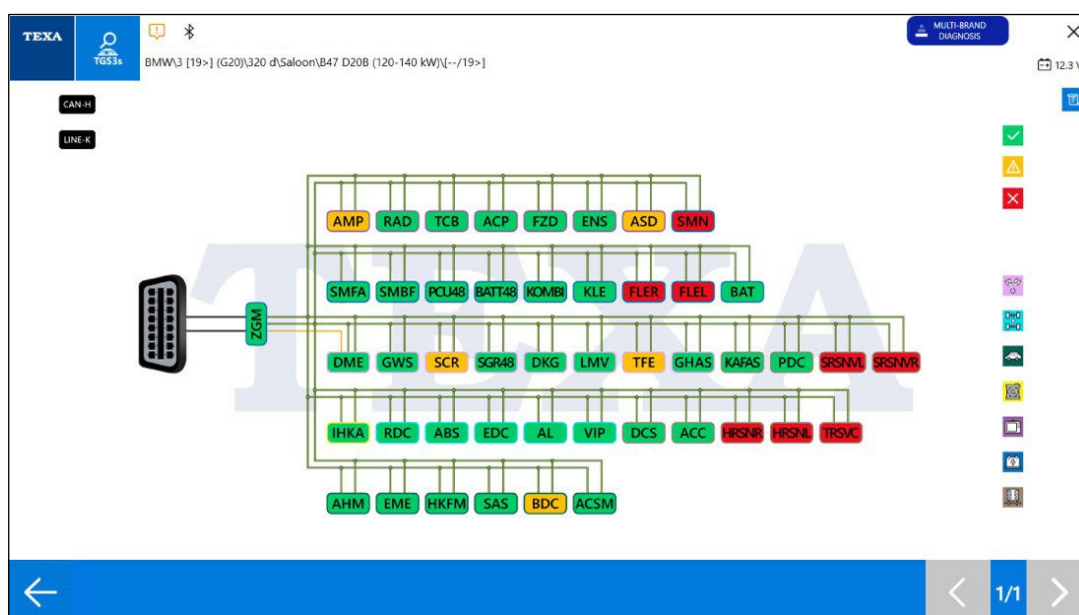 TEXA
TGS3s
MULTI-BRAND
DIAGNOSIS
BMW\3 [19>] (G20)\320 d\Saloon\B47 D20B (120-140 kW)\[--/19>]
12.3 V
CAN-H
LINE-K
AMP RAD TCB ACP FZD ENS ASD SMN
SMFA SMBF PCU48 BATT48 KOMBI KLE FLER FLEL BAT
ZGM
DME GWS SCR SGR48 DKG LMV TFE GHAS KAFAS PDC SRSNVL SRSNVR
IHKA RDC ABS EDC AL VIP DCS ACC HRSNR HRSNL TRSVC
AHM EME HKFM SAS BDC ACSM
TEXA
1/1